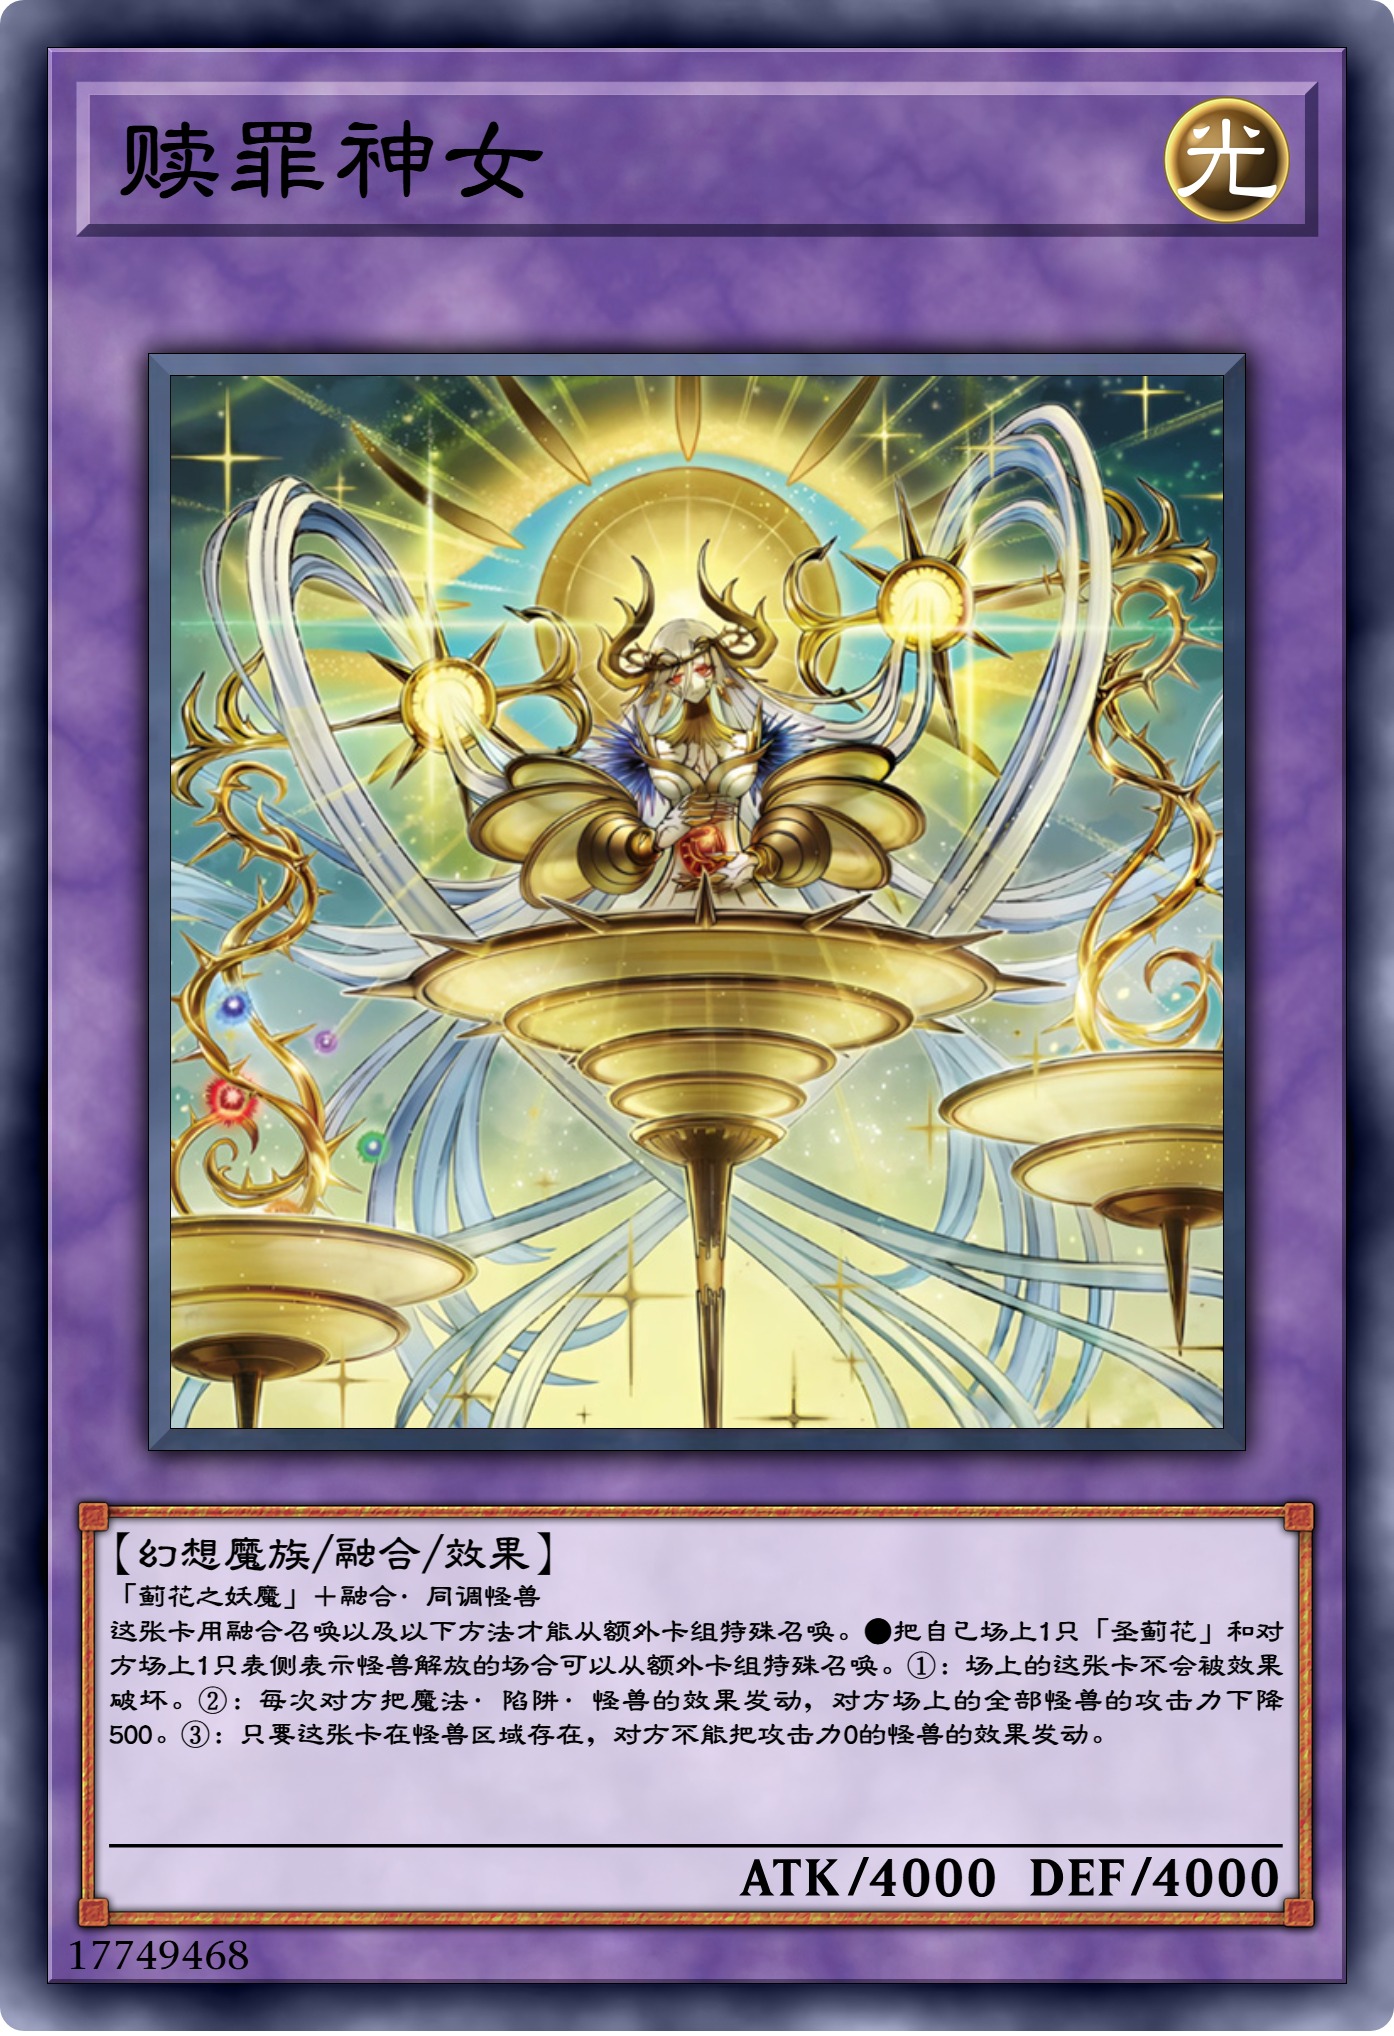 赎罪神女
光
【幻想魔族/融合/效果】
「蓟花之妖魔」＋融合·同调怪兽
这张卡用融合召唤以及以下方法才能从额外卡组特殊召唤。●把自己场上1只「圣蓟花」和对
方场上1只表侧表示怪兽解放的场合可以从额外卡组特殊召唤。①：场上的这张卡不会被效果
破坏。②：每次对方把魔法·陷阱·怪兽的效果发动，对方场上的全部怪兽的攻击力下降
500。③：只要这张卡在怪兽区域存在，对方不能把攻击力0的怪兽的效果发动。
ATK/4000 DEF/4000
17749468